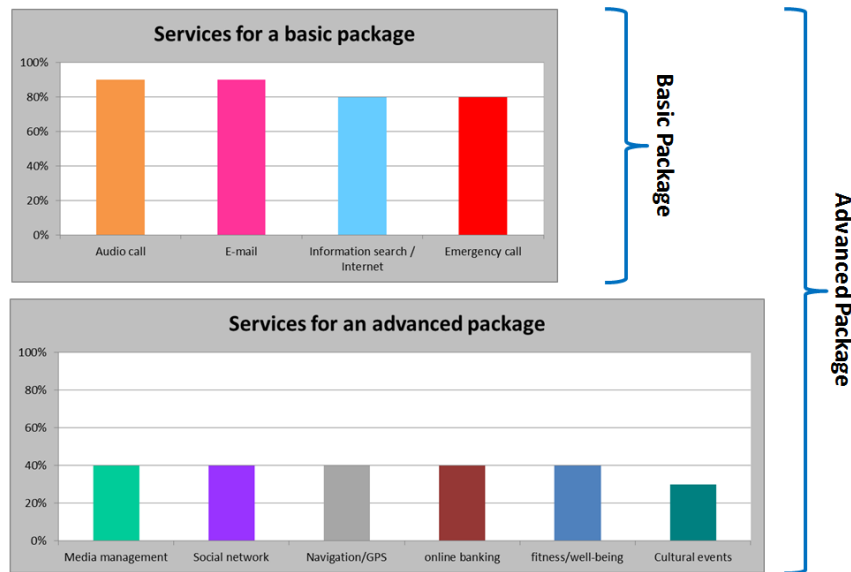 Services for a basic package
100%
80%
60%
40%
20%
0%
Audio call
E-mail
Information search /
Internet
Emergency call
Basic Package
Services for an advanced package
100%
80%
60%
40%
20%
0%
Media management
Social network
Navigation/GPS
online banking
fitness/well-being
Cultural events
Advanced Package